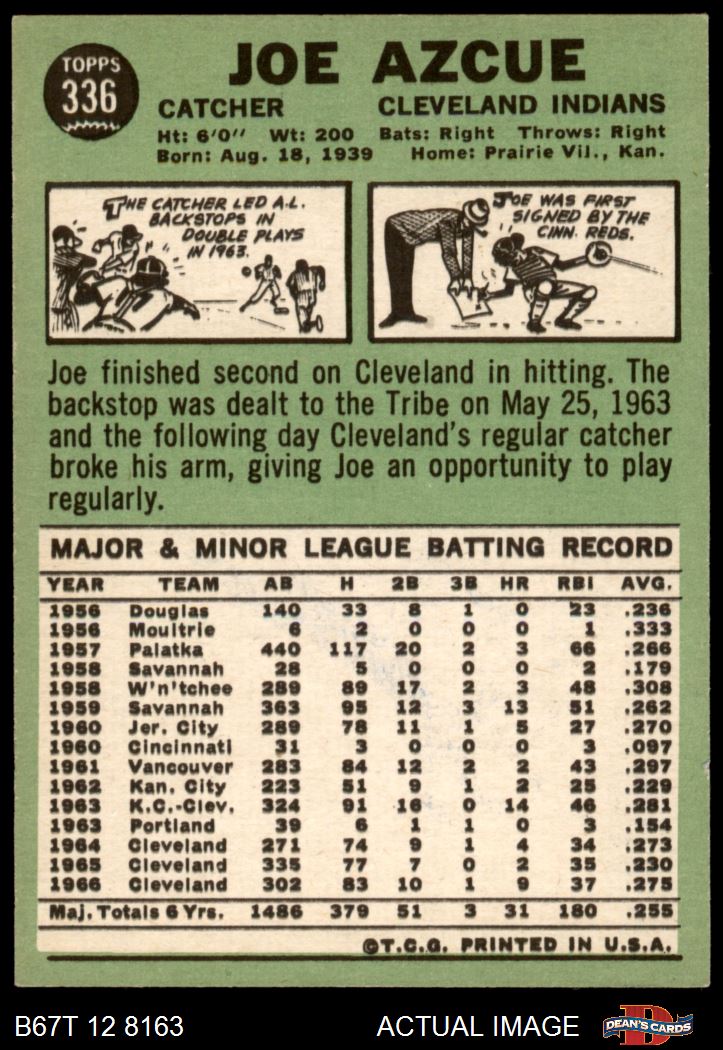 TOPPS
336
JOE AZCUE
CATCHER CLEVELAND INDIANS
Ht: 6'0" Wt: 200 Bats: Right Throws: Right
Born: Aug. 18, 1939 Home: Prairie Vil., Kan.
THE CATCHER LED A.L.
BACKSTOPS IN
DOUBLE PLAYS
IN 1963.
JOE WAS FIRST
SIGNED BY THE
CINN. REDS.
Joe finished second on Cleveland in hitting. The
backstop was dealt to the Tribe on May 25, 1963
and the following day Cleveland's regular catcher
broke his arm, giving Joe an opportunity to play
regularly.
MAJOR & MINOR LEAGUE BATTING RECORD
YEAR TEAM AB H 2B 3B HR RBI AVG.
1956 Douglas 140 33 8 1 0 23 .236
1956 Moultrie 6 2 0 0 0 1 .333
1957 Palatka 440 117 20 2 3 66 .266
1958 Savannah 28 5 0 0 0 2 .179
1958 W'n'tchee 289 89 17 2 3 48 .308
1959 Savannah 363 95 12 3 13 51 .262
1960 Jer. City 289 78 11 1 5 27 .270
1960 Cincinnati 31 3 0 0 0 3 .097
1961 Vancouver 283 84 12 2 2 43 .297
1962 Kan. City 223 51 9 1 2 25 .229
1963 K.C.-Clev. 324 91 16 0 14 46 .281
1963 Portland 39 6 1 1 0 3 .154
1964 Cleveland 271 74 9 1 4 34 .273
1965 Cleveland 335 77 7 0 2 35 .230
1966 Cleveland 302 83 10 1 9 37 .275
Maj. Totals 6 Yrs. 1486 379 51 3 31 180 .255
©T.C.G. PRINTED IN U.S.A.
B67T 12 8163 ACTUAL IMAGE DEAN'S CARDS